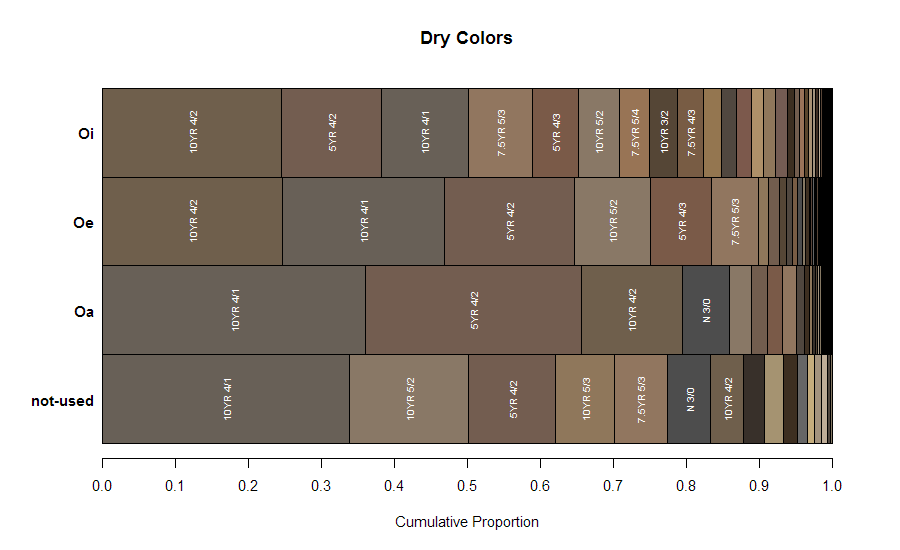 Dry Colors
Oi
10YR 4/2
5YR 4/2
10YR 4/1
7.5YR 5/3
5YR 4/3
10YR 5/2
7.5YR 5/4
10YR 3/2
7.5YR 4/3
Oe
10YR 4/2
10YR 4/1
5YR 4/2
10YR 5/2
5YR 4/3
7.5YR 5/3
Oa
10YR 4/1
5YR 4/2
10YR 4/2
N 3/0
not-used
10YR 4/1
10YR 5/2
5YR 4/2
10YR 5/3
7.5YR 5/3
N 3/0
10YR 4/2
0.0 0.1 0.2 0.3 0.4 0.5 0.6 0.7 0.8 0.9 1.0
Cumulative Proportion